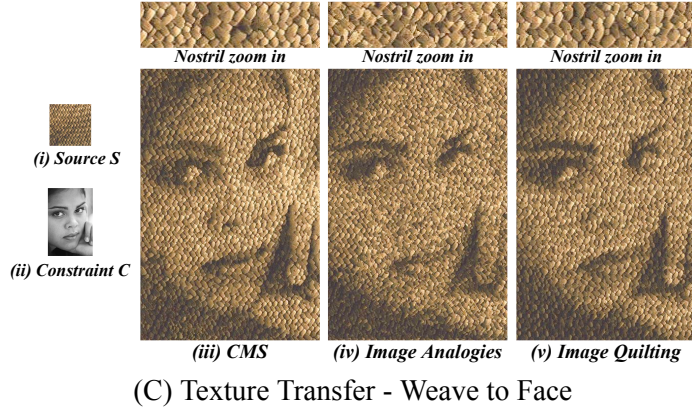 Nostril zoom in
Nostril zoom in
Nostril zoom in
(i) Source S
(ii) Constraint C
(iii) CMS
(iv) Image Analogies
(v) Image Quilting
(C) Texture Transfer - Weave to Face